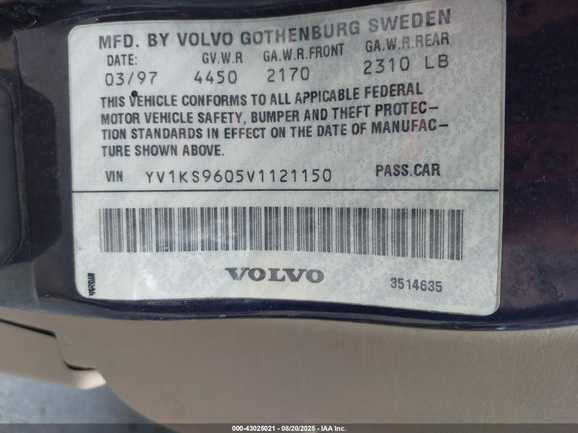 MFD. BY VOLVO GOTHENBURG SWEDEN
DATE: G.V.W.R GA.W.R.FRONT GA.W.R.REAR
03/97 4450 2170 2310 LB
THIS VEHICLE CONFORMS TO ALL APPICABLE FEDERAL
MOTOR VEHICLE SAFETY, BUMPER AND THEFT PROTEC-
TION STANDARDS IN EFFECT ON THE DATE OF MANUFAC-
TURE SHOWN ABOVE.
VIN YV1KS9605V1121150 PASS.CAR
VOLVO
3514635
000-43025021 - 08/20/2025 - IAA Inc.